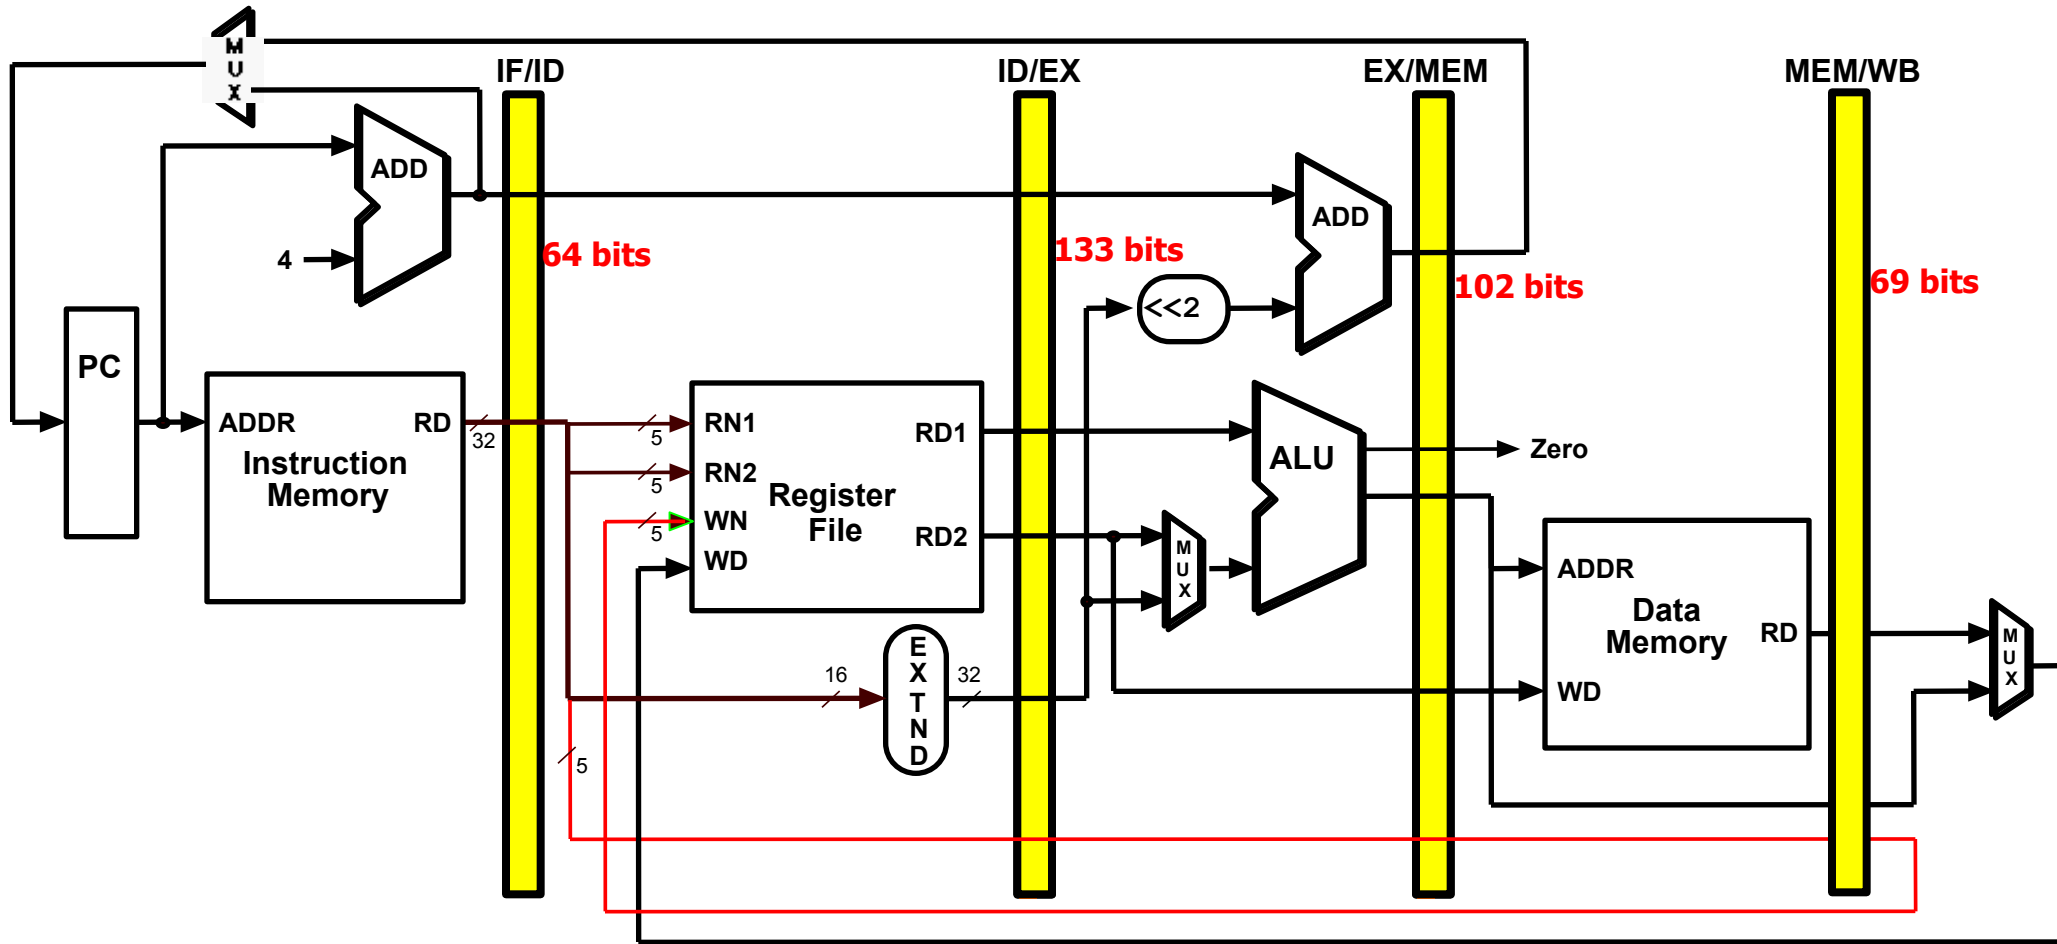 M
U
X
IF/ID
ID/EX
EX/MEM
MEM/WB
ADD
4
64 bits
133 bits
ADD
102 bits
69 bits
<<2
PC
ADDR
RD
32
Instruction
Memory
5
RN1
5
RN2
5
WN
WD
Register
File
RD1
RD2
ALU
Zero
M
U
X
ADDR
Data
Memory
RD
WD
M
U
X
16
E
X
T
N
D
32
5